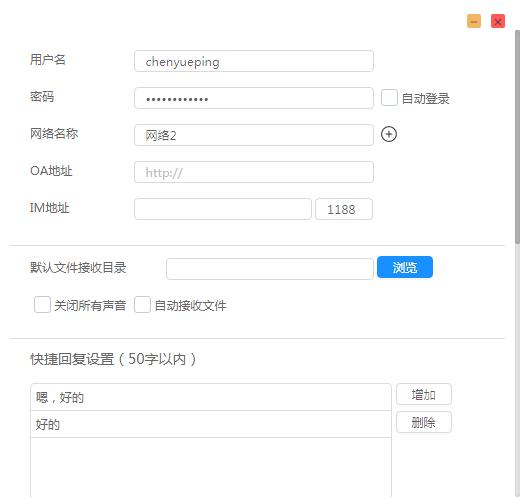 用户名 chenyueping
密码 •••••••••••• 自动登录
网络名称 网络2
OA地址 http://
IM地址 1188
默认文件接收目录 浏览
关闭所有声音 自动接收文件
快捷回复设置（50字以内）
嗯，好的 增加
好的 删除